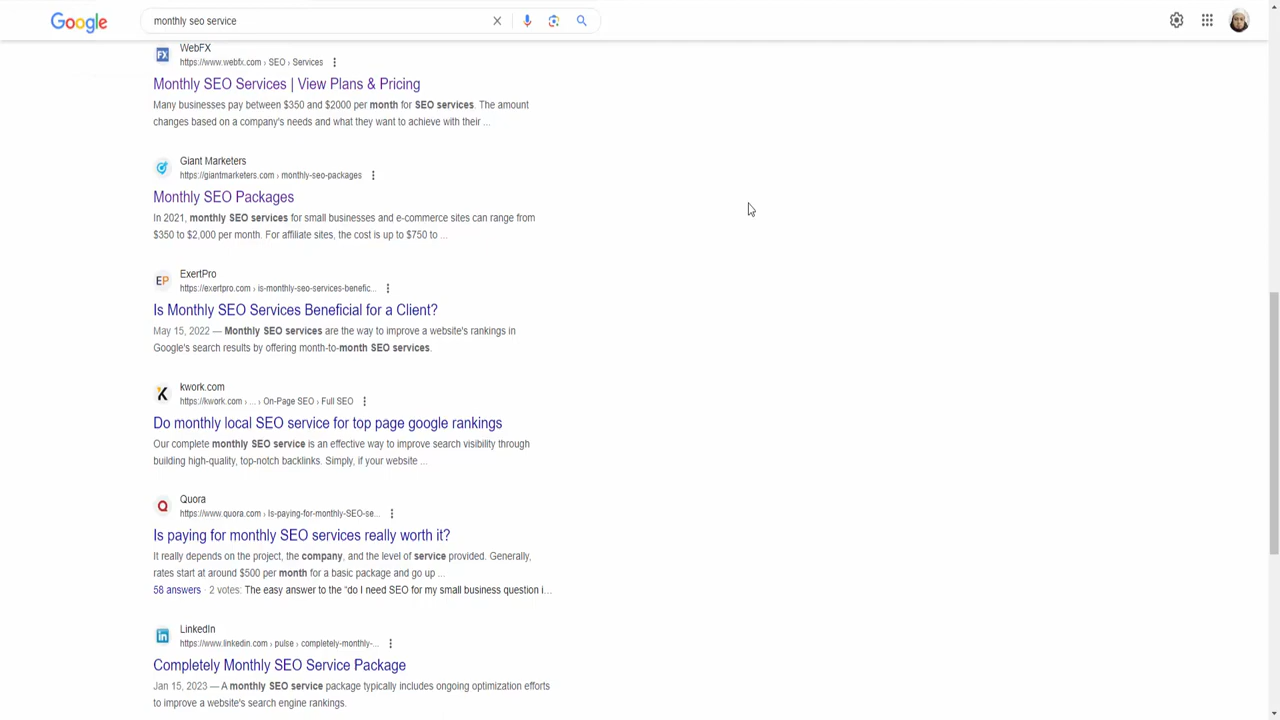 Google
monthly seo service
WebFX
https://www.webfx.com › SEO › Services
Monthly SEO Services | View Plans & Pricing
Many businesses pay between $350 and $2000 per month for SEO services. The amount
changes based on a company's needs and what they want to achieve with their ...
Giant Marketers
https://giantmarketers.com › monthly-seo-packages
Monthly SEO Packages
In 2021, monthly SEO services for small businesses and e-commerce sites can range from
$350 to $2,000 per month. For affiliate sites, the cost is up to $750 to ...
EP
ExertPro
https://exertpro.com › is-monthly-seo-services-benefic...
Is Monthly SEO Services Beneficial for a Client?
May 15, 2022 — Monthly SEO services are the way to improve a website's rankings in
Google's search results by offering month-to-month SEO services.
kwork.com
https://kwork.com › ... › On-Page SEO › Full SEO
Do monthly local SEO service for top page google rankings
Our complete monthly SEO service is an effective way to improve search visibility through
building high-quality, top-notch backlinks. Simply, if your website ...
Quora
https://www.quora.com › Is-paying-for-monthly-SEO-se...
Is paying for monthly SEO services really worth it?
It really depends on the project, the company, and the level of service provided. Generally,
rates start at around $500 per month for a basic package and go up ...
58 answers · 2 votes: The easy answer to the “do I need SEO for my small business question i...
LinkedIn
https://www.linkedin.com › pulse › completely-monthly-...
Completely Monthly SEO Service Package
Jan 15, 2023 — A monthly SEO service package typically includes ongoing optimization efforts
to improve a website's search engine rankings.